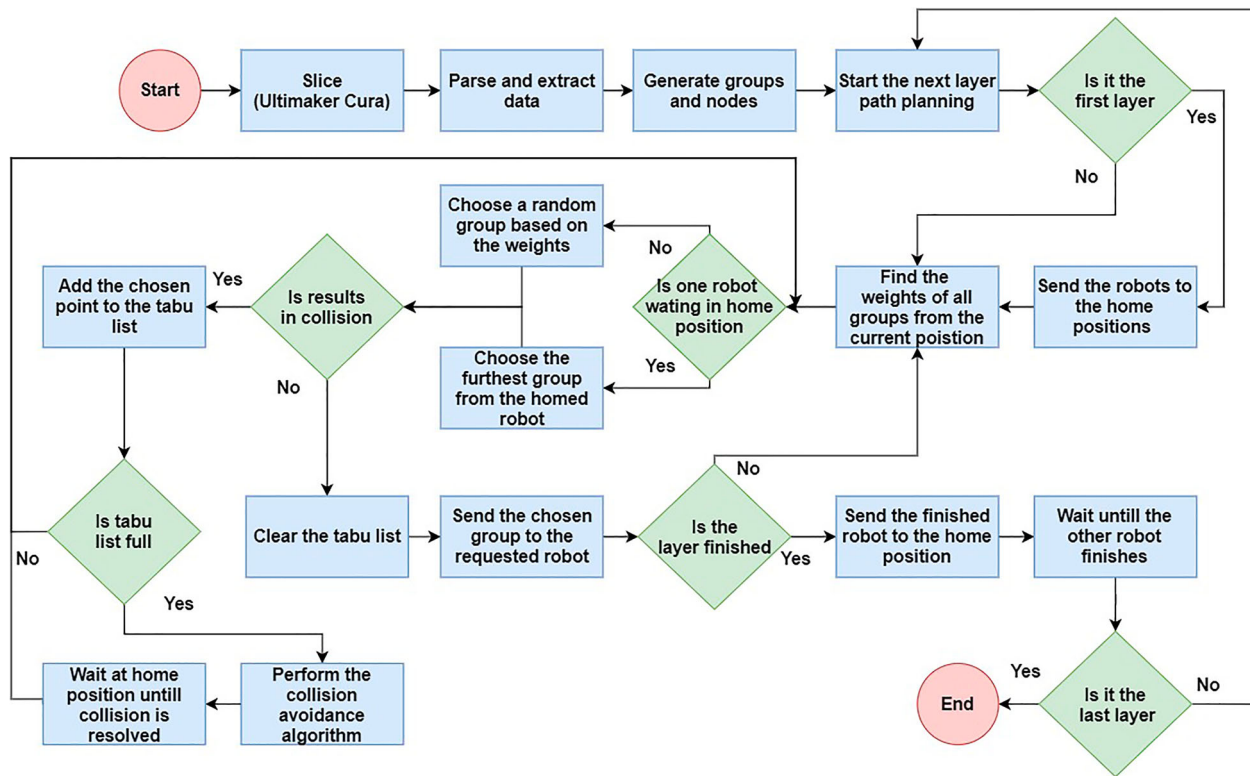 Start
Slice
(Ultimaker Cura)
Parse and extract
data
Generate groups
and nodes
Start the next layer
path planning
Is it the
first layer
Yes
No
Choose a random
group based on
the weights
No
Is one robot
wating in home
position
Yes
Find the
weights of all
groups from the
current poistion
Send the robots to
the home
positions
Add the chosen
point to the tabu
list
Yes
Is results
in collision
No
Choose the
furthest group
from the homed
robot
No
Is tabu
list full
No
Yes
Clear the tabu list
Send the chosen
group to the
requested robot
Is the
layer finished
Yes
Send the finished
robot to the home
position
Wait untill the
other robot
finishes
Wait at home
position untill
collision is
resolved
Perform the
collision
avoidance
algorithm
End
Yes
Is it the
last layer
No